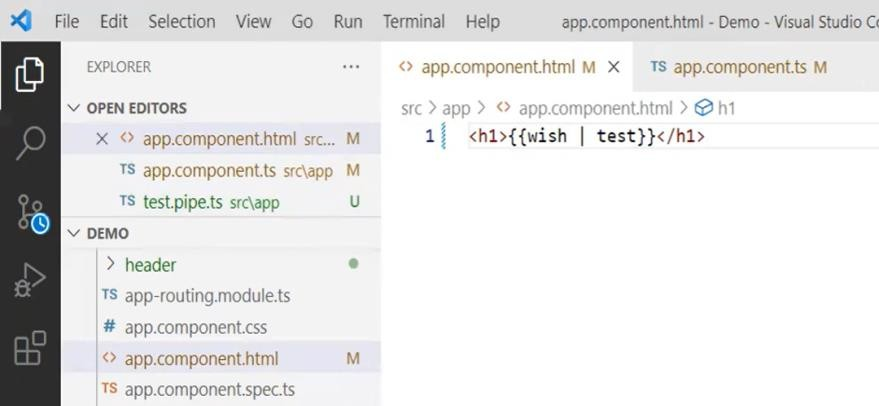 File Edit Selection View Go Run Terminal Help app.component.html - Demo - Visual Studio Co
EXPLORER ...
OPEN EDITORS
app.component.html src... M
TS app.component.ts src\app M
TS test.pipe.ts src\app U
DEMO
header
TS app-routing.module.ts
# app.component.css
<> app.component.html M
TS app.component.spec.ts
<> app.component.html M TS app.component.ts M
src > app > <> app.component.html > h1
1 <h1>{{wish | test}}</h1>